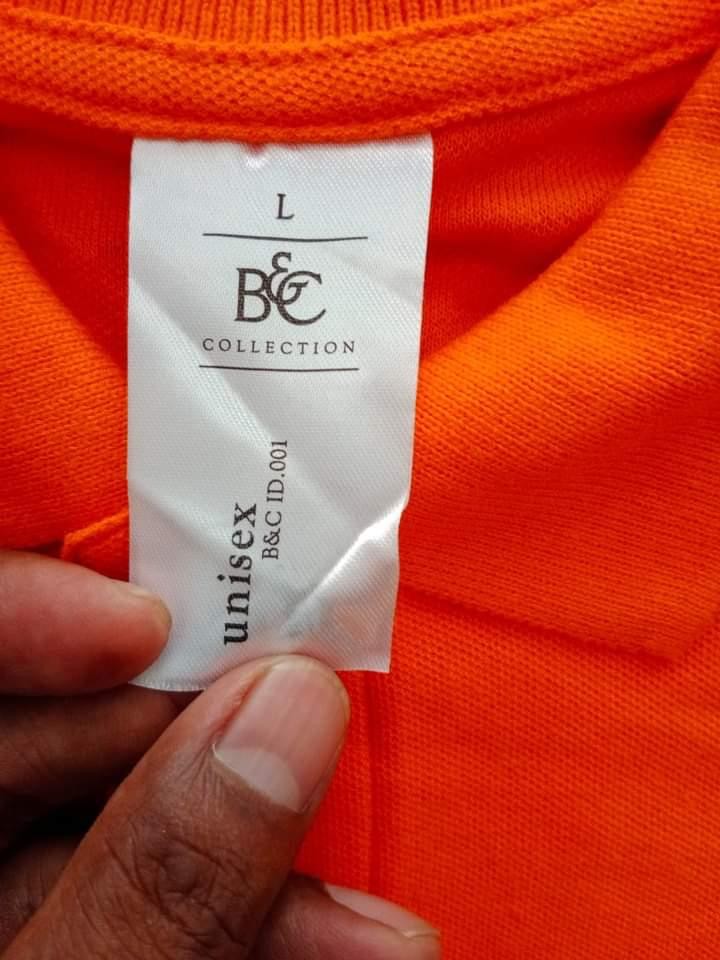 L
B&C
COLLECTION
unisex
B&C ID.001